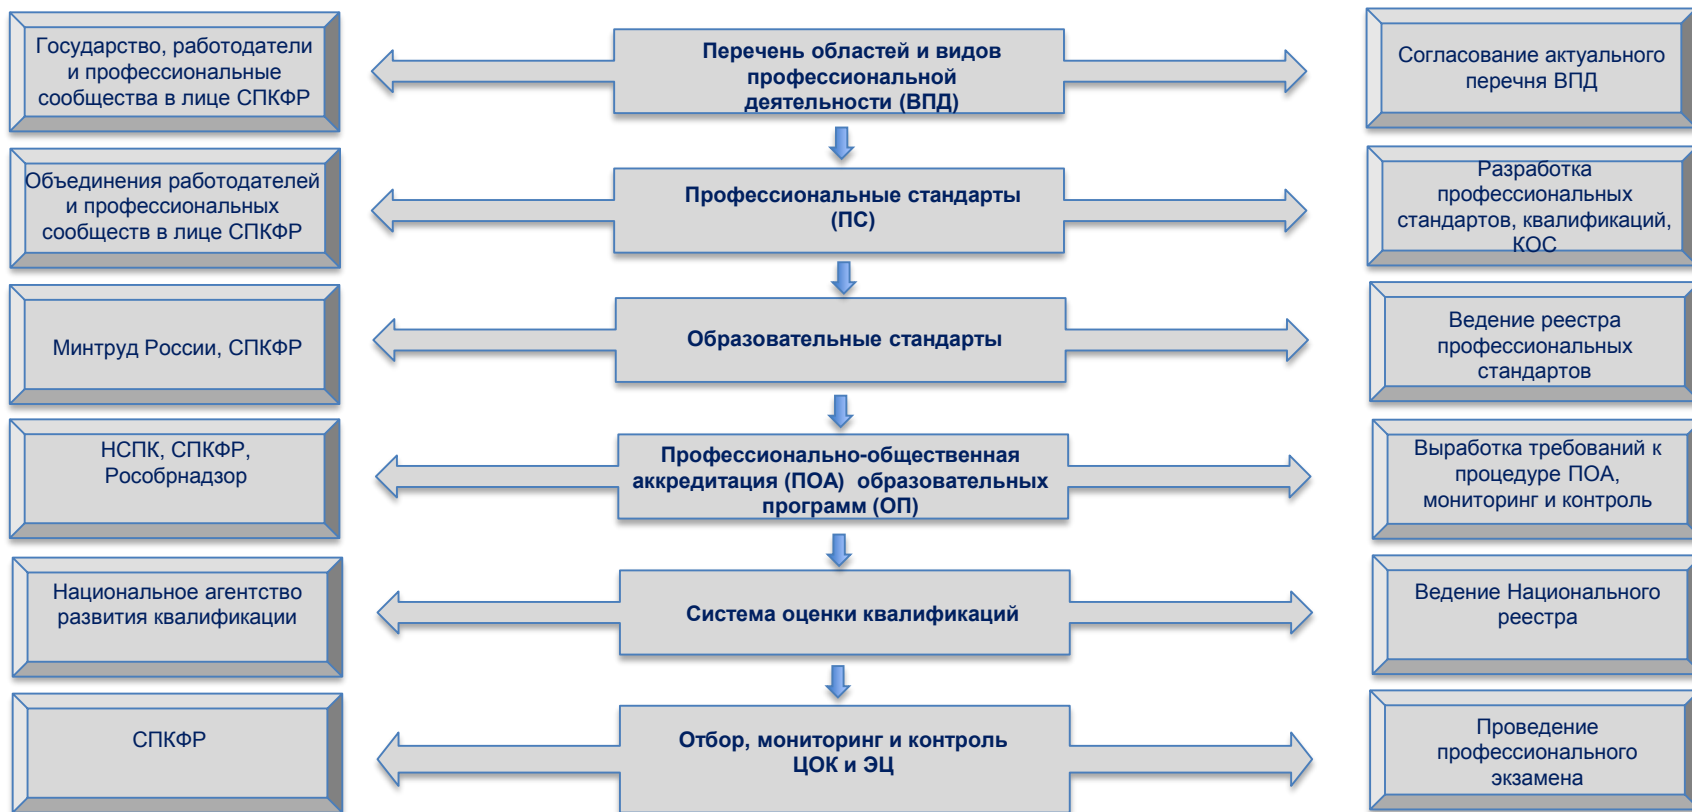 Государство, работодатели
и профессиональные
сообщества в лице СПКФР
Перечень областей и видов
профессиональной
деятельности (ВПД)
Согласование актуального
перечня ВПД
Объединения работодателей
и профессиональных
сообществ в лице СПКФР
Профессиональные стандарты
(ПС)
Разработка
профессиональных
стандартов, квалификаций,
КОС
Минтруд России, СПКФР
Образовательные стандарты
Ведение реестра
профессиональных
стандартов
НСПК, СПКФР,
Рособрнадзор
Профессионально-общественная
аккредитация (ПОА) образовательных
программ (ОП)
Выработка требований к
процедуре ПОА,
мониторинг и контроль
Национальное агентство
развития квалификации
Система оценки квалификаций
Ведение Национального
реестра
СПКФР
Отбор, мониторинг и контроль
ЦОК и ЭЦ
Проведение
профессионального
экзамена